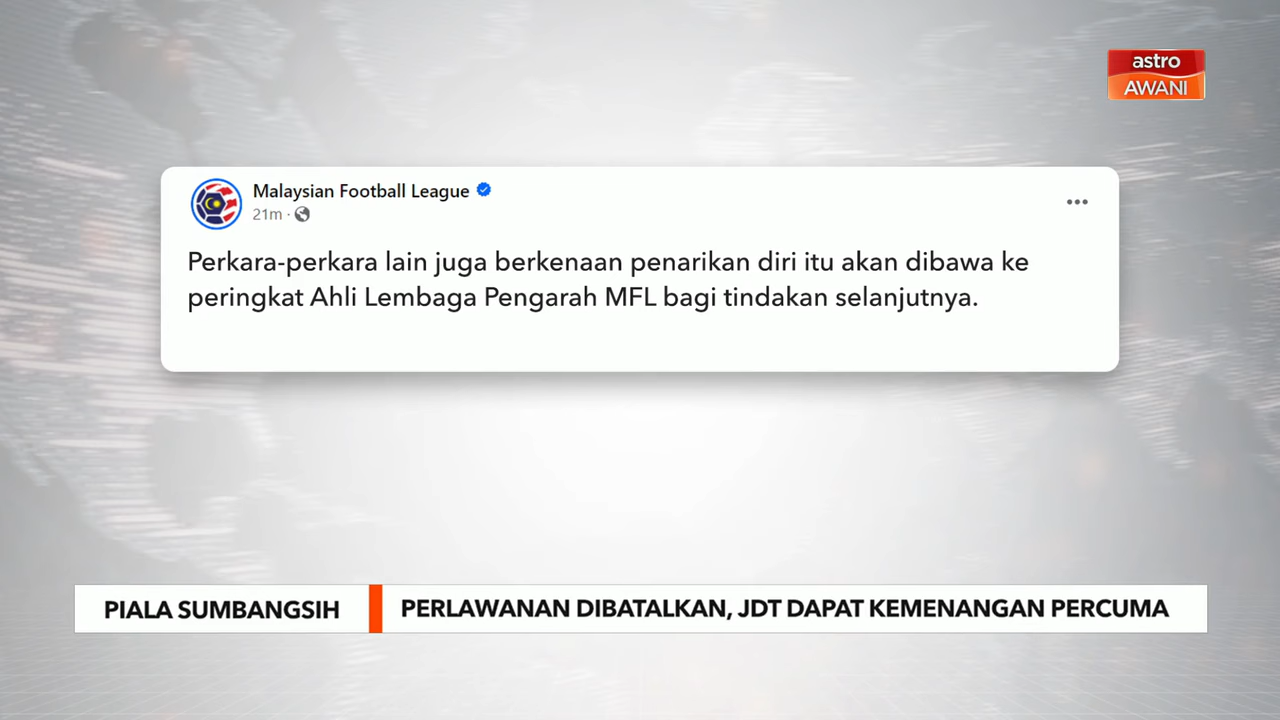 astro
AWANI
Malaysian Football League
21m ·
Perkara-perkara lain juga berkenaan penarikan diri itu akan dibawa ke
peringkat Ahli Lembaga Pengarah MFL bagi tindakan selanjutnya.
PIALA SUMBANGSIH
PERLAWANAN DIBATALKAN, JDT DAPAT KEMENANGAN PERCUMA